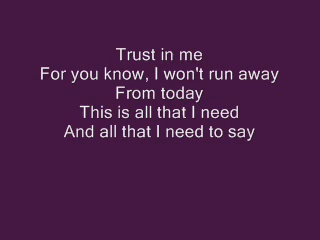 Trust in me
For you know, I won't run away
From today
This is all that I need
And all that I need to say